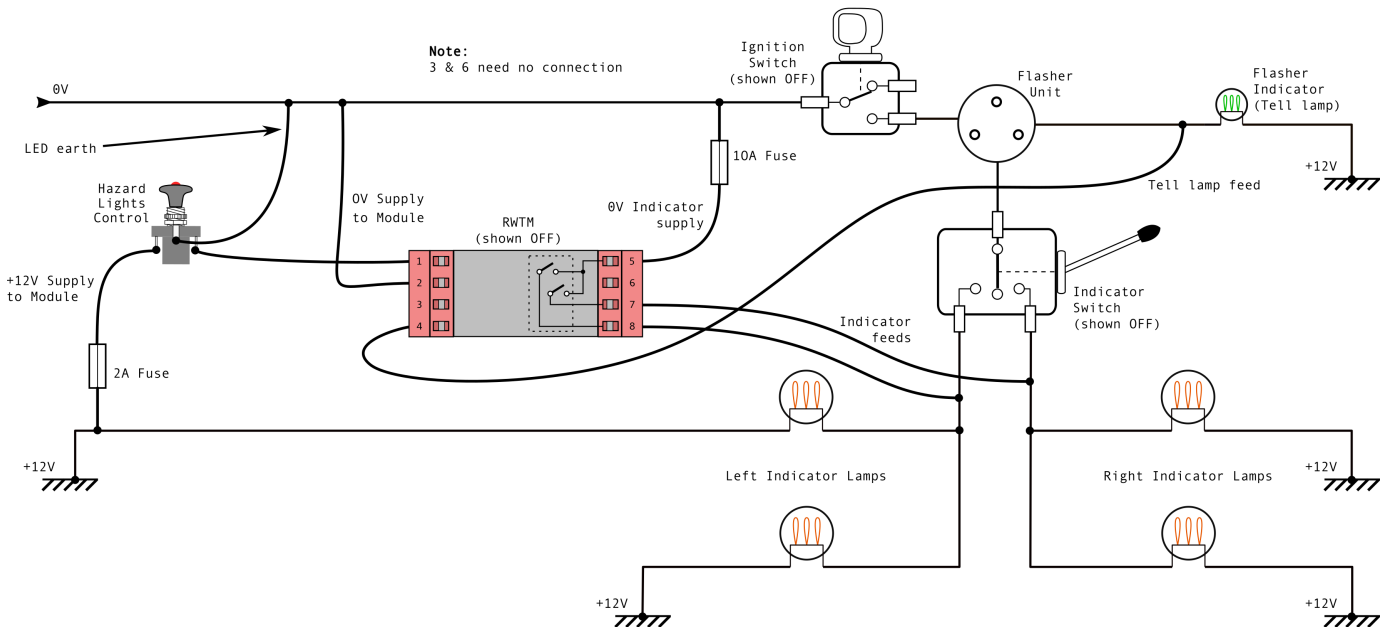 Note:
3 & 6 need no connection
Ignition
Switch
(shown OFF)
Flasher
Unit
Flasher
Indicator
(Tell lamp)
0V
LED earth
10A Fuse
+12V
Hazard
Lights
Control
0V Supply
to Module
0V Indicator
supply
Tell lamp feed
RWTM
(shown OFF)
1
2
3
4
5
6
7
8
+12V Supply
to Module
Indicator
Switch
(shown OFF)
Indicator
feeds
2A Fuse
+12V
Left Indicator Lamps
Right Indicator Lamps
+12V
+12V
+12V